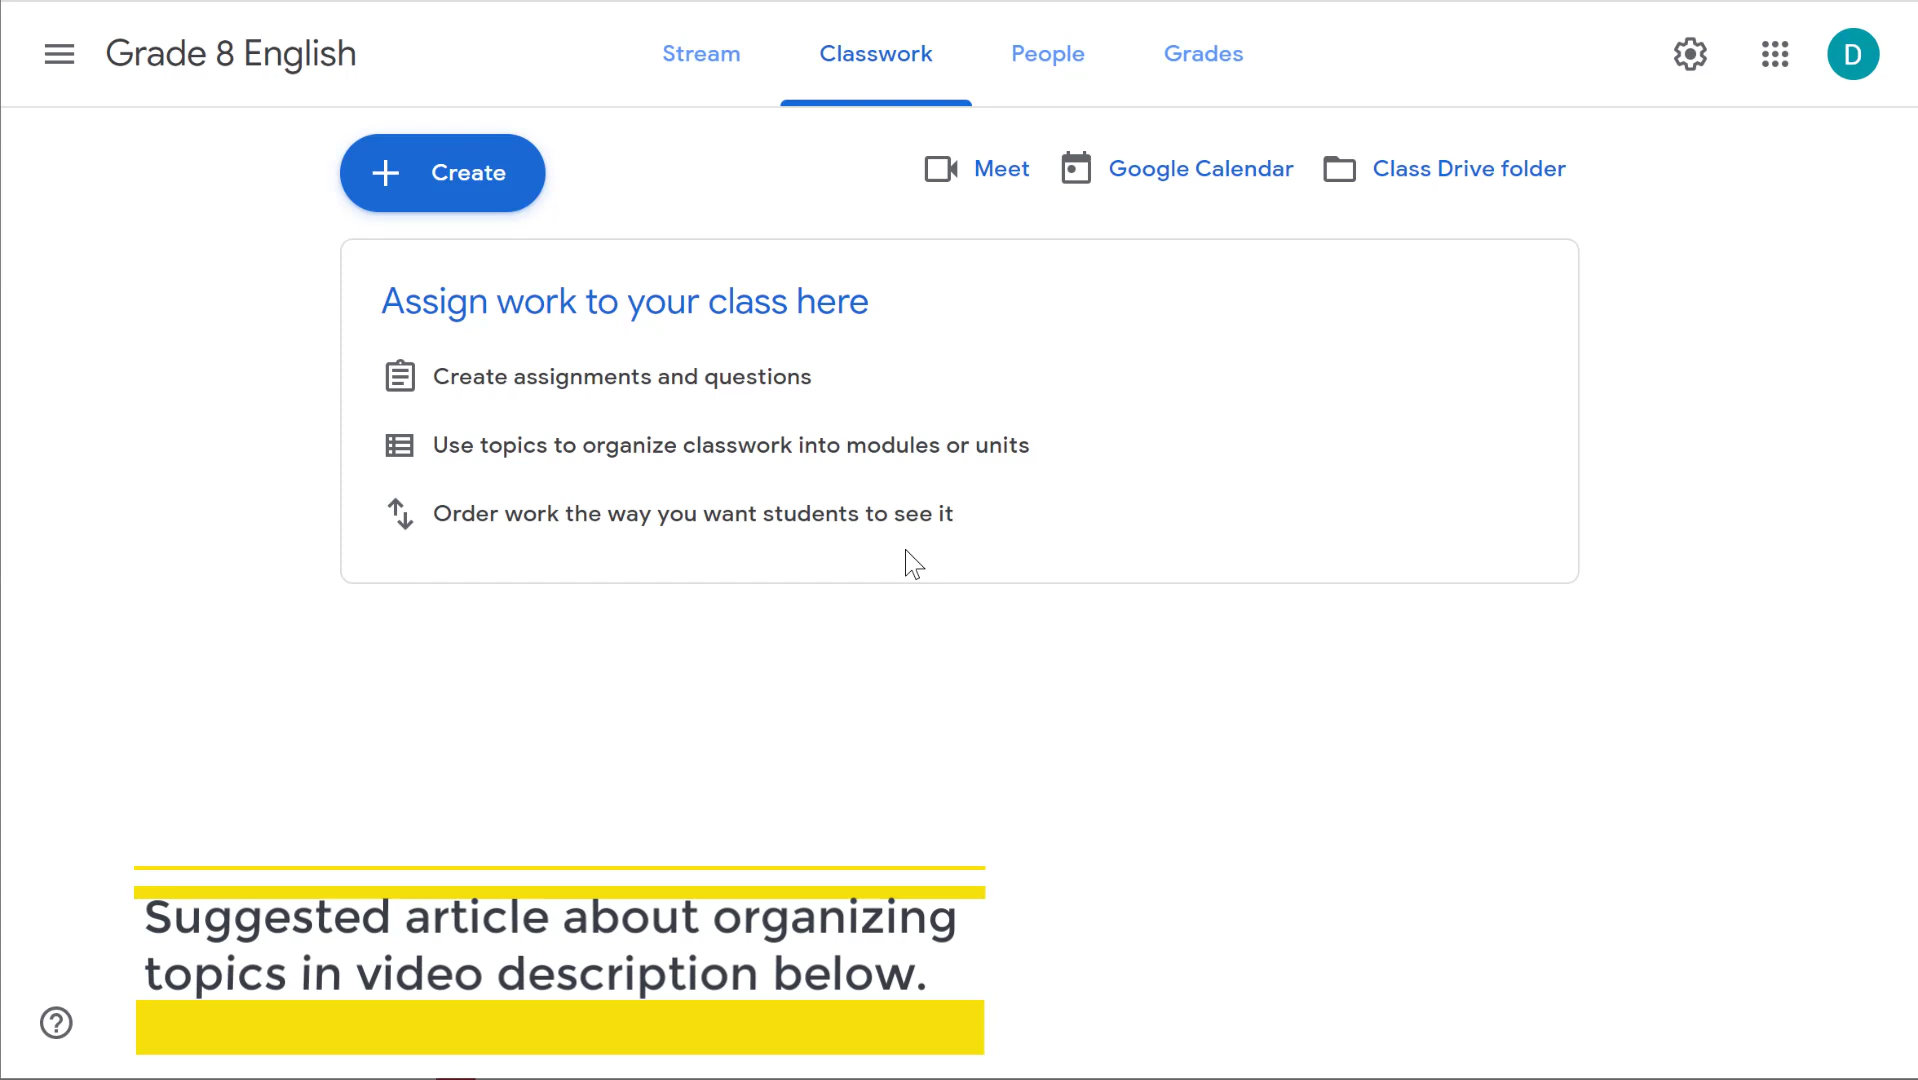 Grade 8 English
Stream
Classwork
People
Grades
D
Create
Meet
Google Calendar
Class Drive folder
Assign work to your class here
Create assignments and questions
Use topics to organize classwork into modules or units
Order work the way you want students to see it
Suggested article about organizing
topics in video description below.
?